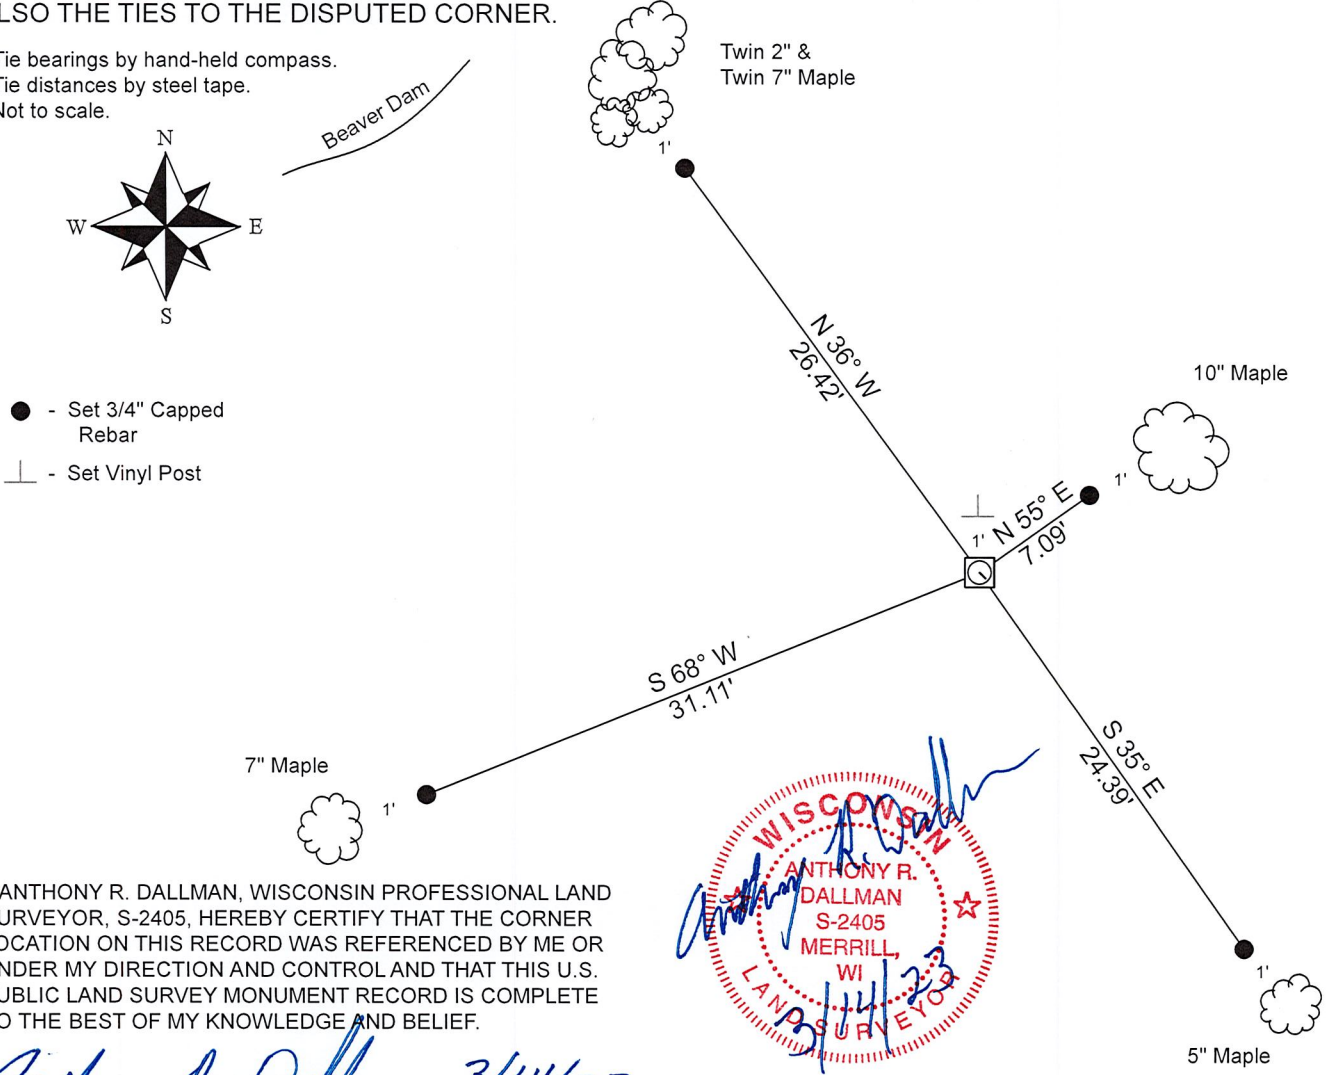 LSO THE TIES TO THE DISPUTED CORNER.
Tie bearings by hand-held compass.
Tie distances by steel tape.
Not to scale.
Beaver Dam
Twin 2" &
Twin 7" Maple
1'
N
W E
S
N 36° W
26.42'
10" Maple
1'
- Set 3/4" Capped
Rebar
- Set Vinyl Post
1'
N 55° E
7.09'
S 68° W
31.11'
S 35° E
24.39'
7" Maple
1'
1'
5" Maple
WISCONSIN
ANTHONY R.
DALLMAN
S-2405
MERRILL,
WI
LAND SURVEYOR
Anthony R. Dallman
3/14/23
ANTHONY R. DALLMAN, WISCONSIN PROFESSIONAL LAND
URVEYOR, S-2405, HEREBY CERTIFY THAT THE CORNER
OCATION ON THIS RECORD WAS REFERENCED BY ME OR
NDER MY DIRECTION AND CONTROL AND THAT THIS U.S.
UBLIC LAND SURVEY MONUMENT RECORD IS COMPLETE
O THE BEST OF MY KNOWLEDGE AND BELIEF.